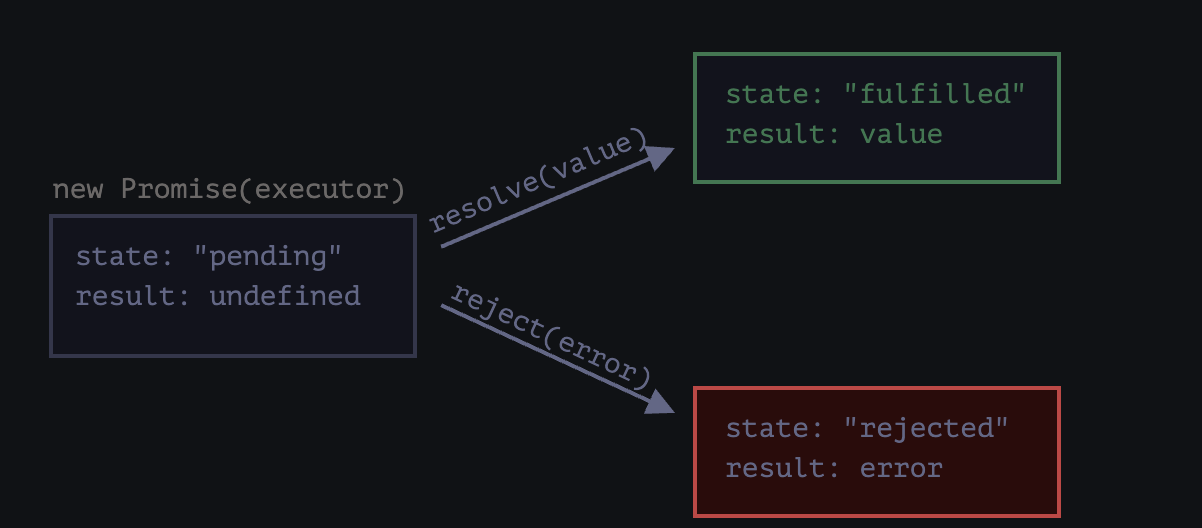 new Promise(executor)
state: "pending"
result: undefined
resolve(value)
reject(error)
state: "fulfilled"
result: value
state: "rejected"
result: error